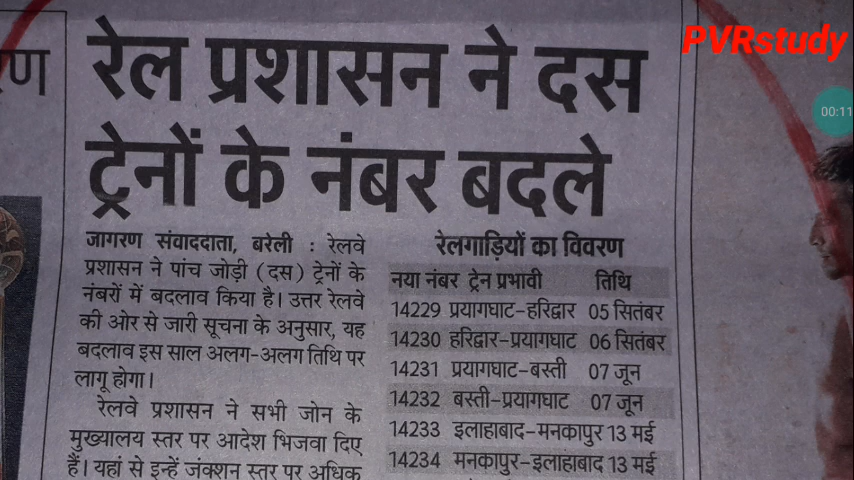 PVRstudy
00:11
रेल प्रशासन ने दस
ट्रेनों के नंबर बदले
जागरण संवाददाता, बरेली : रेलवे
प्रशासन ने पांच जोड़ी (दस) ट्रेनों के
नंबरों में बदलाव किया है। उत्तर रेलवे
की ओर से जारी सूचना के अनुसार, यह
बदलाव इस साल अलग-अलग तिथि पर
लागू होगा।
रेलवे प्रशासन ने सभी जोन के
मुख्यालय स्तर पर आदेश भिजवा दिए
हैं। यहां से इन्हें जंक्शन स्तर पर अधिक
रेलगाड़ियों का विवरण
नया नंबर ट्रेन प्रभावी तिथि
14229 प्रयागघाट-हरिद्वार 05 सितंबर
14230 हरिद्वार-प्रयागघाट 06 सितंबर
14231 प्रयागघाट-बस्ती 07 जून
14232 बस्ती-प्रयागघाट 07 जून
14233 इलाहाबाद-मनकापुर 13 मई
14234 मनकापुर-इलाहाबाद 13 मई